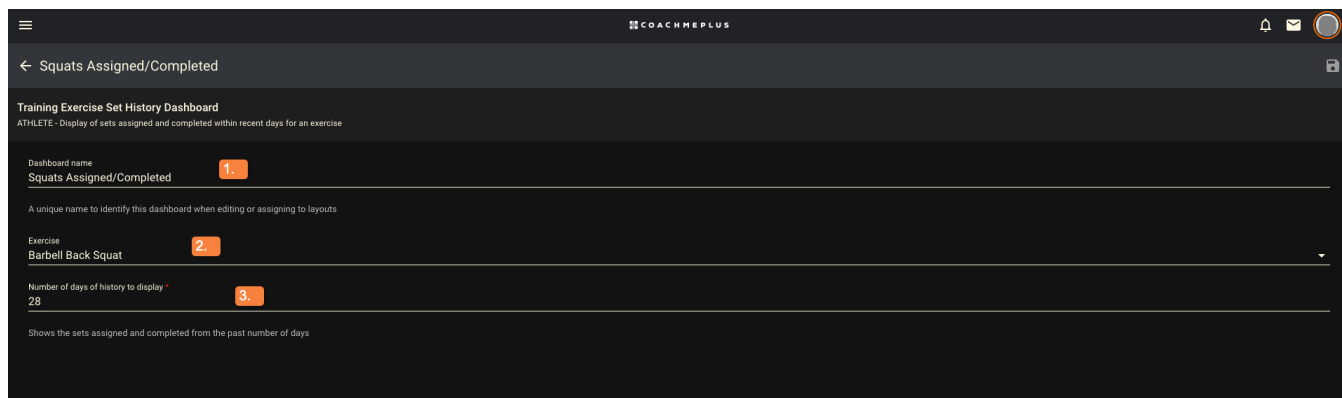 COACHMEPLUS
Squats Assigned/Completed
Training Exercise Set History Dashboard
ATHLETE - Display of sets assigned and completed within recent days for an exercise
Dashboard name
1.
Squats Assigned/Completed
A unique name to identify this dashboard when editing or assigning to layouts
Exercise
2.
Barbell Back Squat
Number of days of history to display *
3.
28
Shows the sets assigned and completed from the past number of days